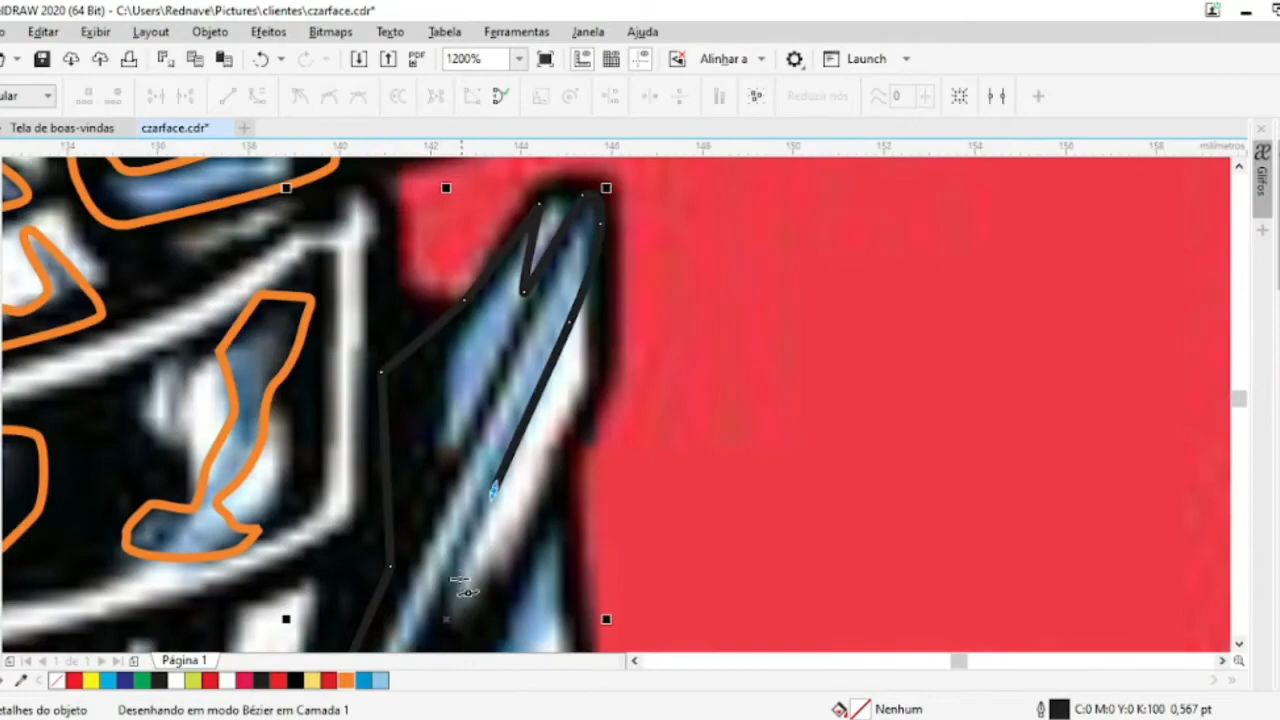 elDRAW 2020 (64 Bit) - C:\Users\Rednave\Pictures\clientes\czarface.cdr*
Editar Exibir Layout Objeto Efeitos Bitmaps Texto Tabela Ferramentas Janela Ajuda
PDF 1200% Alinhar a Launch
ular Reduzir nós 0
Tela de boas-vindas czarface.cdr*
134 136 138 140 142 144 146 148 150 152 154 156 158 milímetros
Glifos
1 de 1 Página 1
etalhes do objeto Desenhando em modo Bézier em Camada 1 Nenhum C:0 M:0 Y:0 K:100 0,567 pt